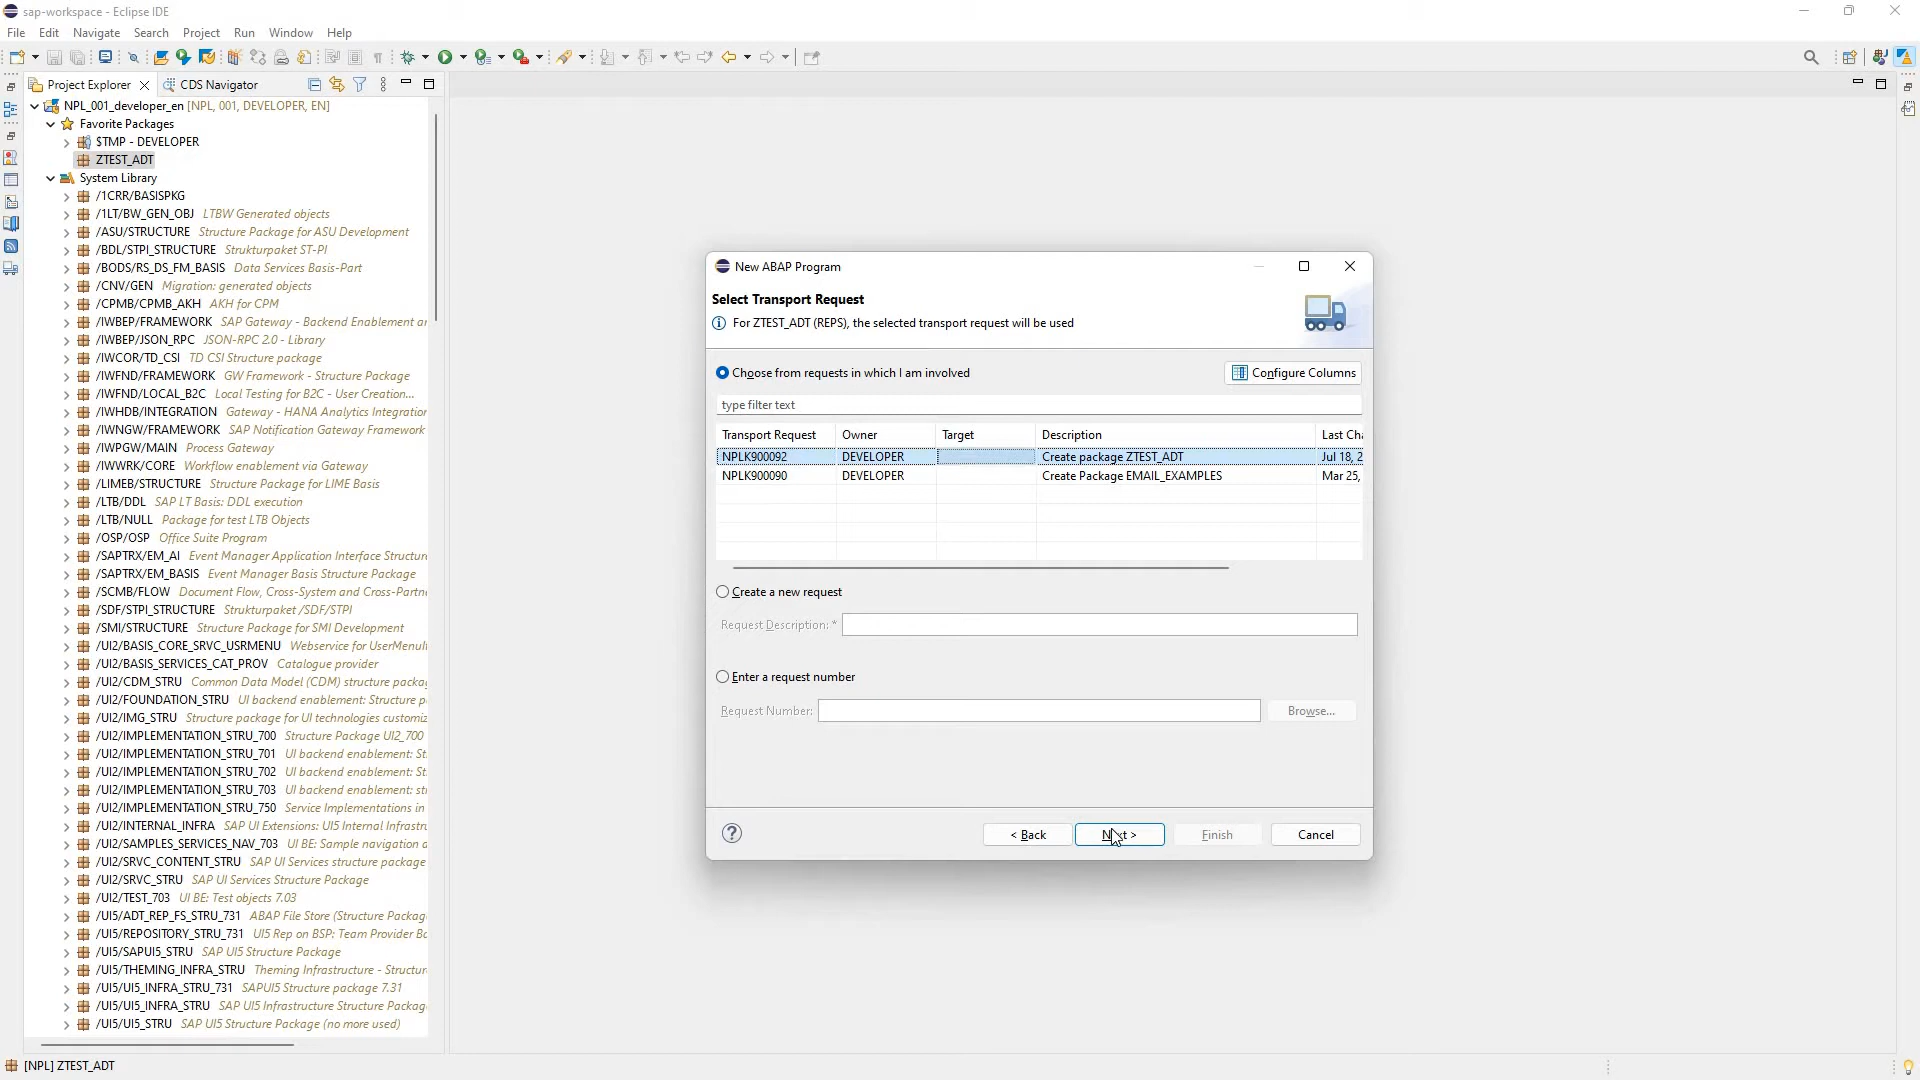 sap-workspace - Eclipse IDE
File Edit Navigate Search Project Run Window Help
Project Explorer CDS Navigator
NPL_001_developer_en [NPL, 001, DEVELOPER, EN]
Favorite Packages
$TMP - DEVELOPER
ZTEST_ADT
System Library
/1CRR/BASISPKG
/1LT/BW_GEN_OBJ LTBW Generated objects
/ASU/STRUCTURE Structure Package for ASU Development
/BDL/STPI_STRUCTURE Strukturpaket ST-PI
/BODS/RS_DS_FM_BASIS Data Services Basis-Part
/CNV/GEN Migration: generated objects
/CPMB/CPMB_AKH AKH for CPM
/IWBEP/FRAMEWORK SAP Gateway - Backend Enablement ar
/IWBEP/JSON_RPC JSON-RPC 2.0 - Library
/IWCOR/TD_CSI TD CSI Structure package
/IWFND/FRAMEWORK GW Framework - Structure Package
/IWFND/LOCAL_B2C Local Testing for B2C - User Creation...
/IWHDB/INTEGRATION Gateway - HANA Analytics Integration
/IWNGW/FRAMEWORK SAP Notification Gateway Framework
/IWPGW/MAIN Process Gateway
/IWWRK/CORE Workflow enablement via Gateway
/LIMEB/STRUCTURE Structure Package for LIME Basis
/LTB/DDL SAP LT Basis: DDL execution
/LTB/NULL Package for test LTB Objects
/OSP/OSP Office Suite Program
/SAPTRX/EM_AI Event Manager Application Interface Structure
/SAPTRX/EM_BASIS Event Manager Basis Structure Package
/SCMB/FLOW Document Flow, Cross-System and Cross-Partne
/SDF/STPI_STRUCTURE Strukturpaket /SDF/STPI
/SMI/STRUCTURE Structure Package for SMI Development
/UI2/BASIS_CORE_SRVC_USRMENU Webservice for UserMenuI
/UI2/BASIS_SERVICES_CAT_PROV Catalogue provider
/UI2/CDM_STRU Common Data Model (CDM) structure packag
/UI2/FOUNDATION_STRU UI backend enablement: Structure p
/UI2/IMG_STRU Structure package for UI technologies customiz
/UI2/IMPLEMENTATION_STRU_700 Structure Package UI2_700
/UI2/IMPLEMENTATION_STRU_701 UI backend enablement: St
/UI2/IMPLEMENTATION_STRU_702 UI backend enablement: St
/UI2/IMPLEMENTATION_STRU_703 UI backend enablement: st
/UI2/IMPLEMENTATION_STRU_750 Service Implementations in
/UI2/INTERNAL_INFRA SAP UI Extensions: UI5 Internal Infrastru
/UI2/SAMPLES_SERVICES_NAV_703 UI BE: Sample navigation a
/UI2/SRVC_CONTENT_STRU SAP UI Services structure package
/UI2/SRVC_STRU SAP UI Services Structure Package
/UI2/TEST_703 UI BE: Test objects 7.03
/UI5/ADT_REP_FS_STRU_731 ABAP File Store (Structure Packag
/UI5/REPOSITORY_STRU_731 UI5 Rep on BSP: Team Provider Ba
/UI5/SAPUI5_STRU SAP UI5 Structure Package
/UI5/THEMING_INFRA_STRU Theming Infrastructure - Structur
/UI5/UI5_INFRA_STRU_731 SAPUI5 Structure package 7.31
/UI5/UI5_INFRA_STRU SAP UI5 Infrastructure Structure Packag
/UI5/UI5_STRU SAP UI5 Structure Package (no more used)
[NPL] ZTEST_ADT
New ABAP Program
Select Transport Request
For ZTEST_ADT (REPS), the selected transport request will be used
Choose from requests in which I am involved Configure Columns
type filter text
Transport Request Owner Target Description Last Cha
NPLK900092 DEVELOPER Create package ZTEST_ADT Jul 18, 2
NPLK900090 DEVELOPER Create Package EMAIL_EXAMPLES Mar 25,
Create a new request
Request Description: *
Enter a request number
Request Number: Browse...
< Back Next > Finish Cancel